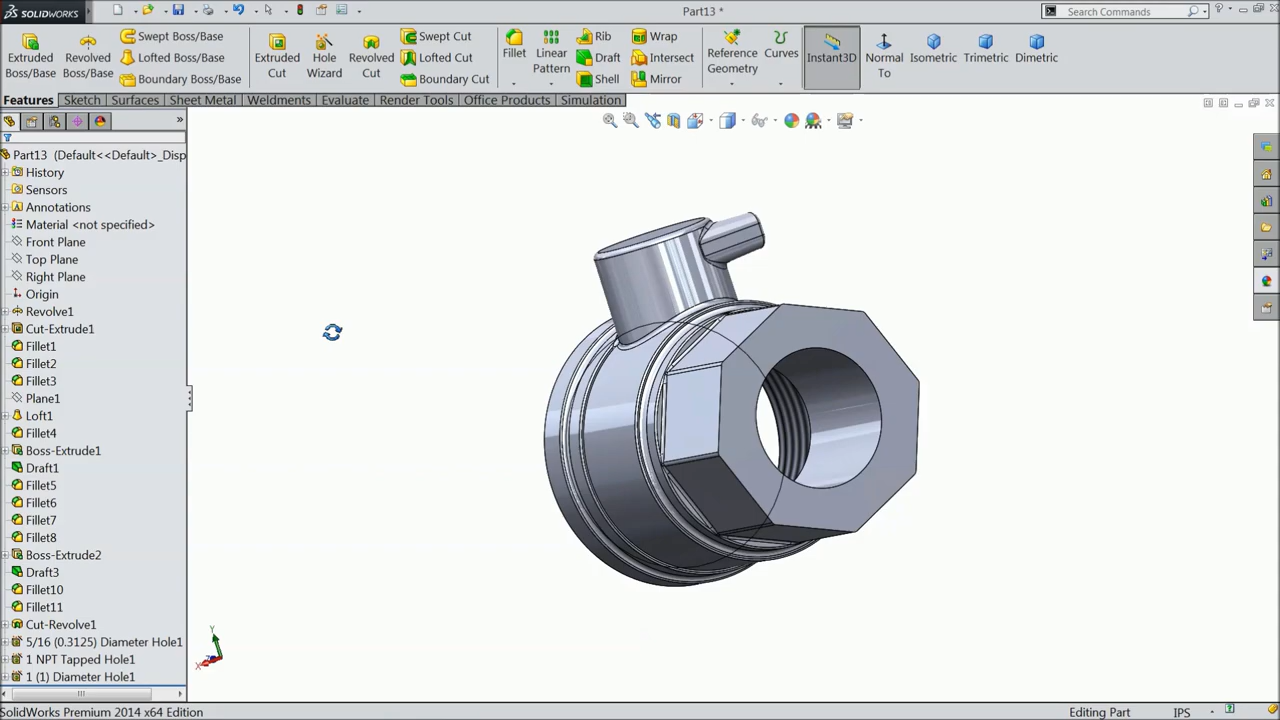 SOLIDWORKS
Part13 *
Search Commands
Extruded Boss/Base
Revolved Boss/Base
Swept Boss/Base
Lofted Boss/Base
Boundary Boss/Base
Extruded Cut
Hole Wizard
Revolved Cut
Swept Cut
Lofted Cut
Boundary Cut
Fillet
Linear Pattern
Rib
Draft
Shell
Wrap
Intersect
Mirror
Reference Geometry
Curves
Instant3D
Normal To
Isometric
Trimetric
Dimetric
Features Sketch Surfaces Sheet Metal Weldments Evaluate Render Tools Office Products Simulation
Part13 (Default<<Default>_Disp
History
Sensors
Annotations
Material <not specified>
Front Plane
Top Plane
Right Plane
Origin
Revolve1
Cut-Extrude1
Fillet1
Fillet2
Fillet3
Plane1
Loft1
Fillet4
Boss-Extrude1
Draft1
Fillet5
Fillet6
Fillet7
Fillet8
Boss-Extrude2
Draft3
Fillet10
Fillet11
Cut-Revolve1
5/16 (0.3125) Diameter Hole1
1 NPT Tapped Hole1
1 (1) Diameter Hole1
Y
X
SolidWorks Premium 2014 x64 Edition
Editing Part
IPS